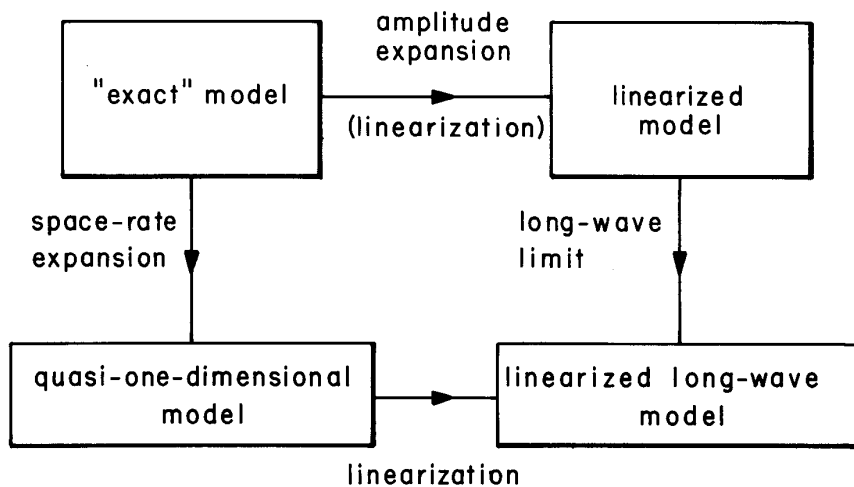 amplitude
expansion
"exact" model
(linearization)
linearized
model
space-rate
expansion
long-wave
limit
quasi-one-dimensional
model
linearized long-wave
model
linearization